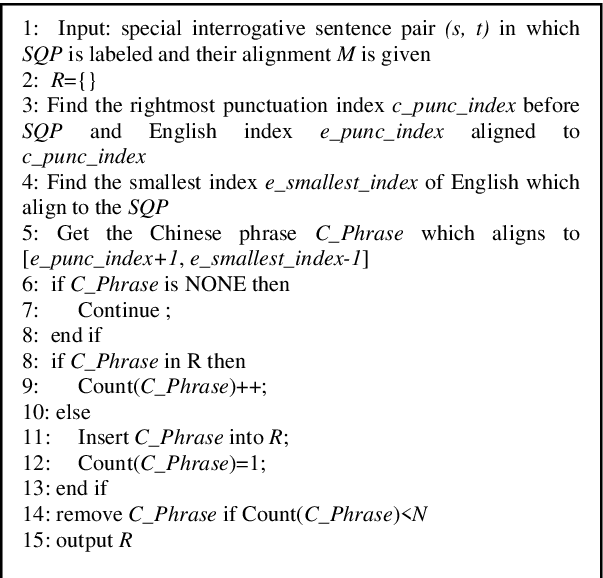 1: Input: special interrogative sentence pair (s, t) in which
SQP is labeled and their alignment M is given
2: R={}
3: Find the rightmost punctuation index c_punc_index before
SQP and English index e_punc_index aligned to
c_punc_index
4: Find the smallest index e_smallest_index of English which
align to the SQP
5: Get the Chinese phrase C_Phrase which aligns to
[e_punc_index+1, e_smallest_index-1]
6: if C_Phrase is NONE then
7: Continue ;
8: end if
8: if C_Phrase in R then
9: Count(C_Phrase)++;
10: else
11: Insert C_Phrase into R;
12: Count(C_Phrase)=1;
13: end if
14: remove C_Phrase if Count(C_Phrase)<N
15: output R